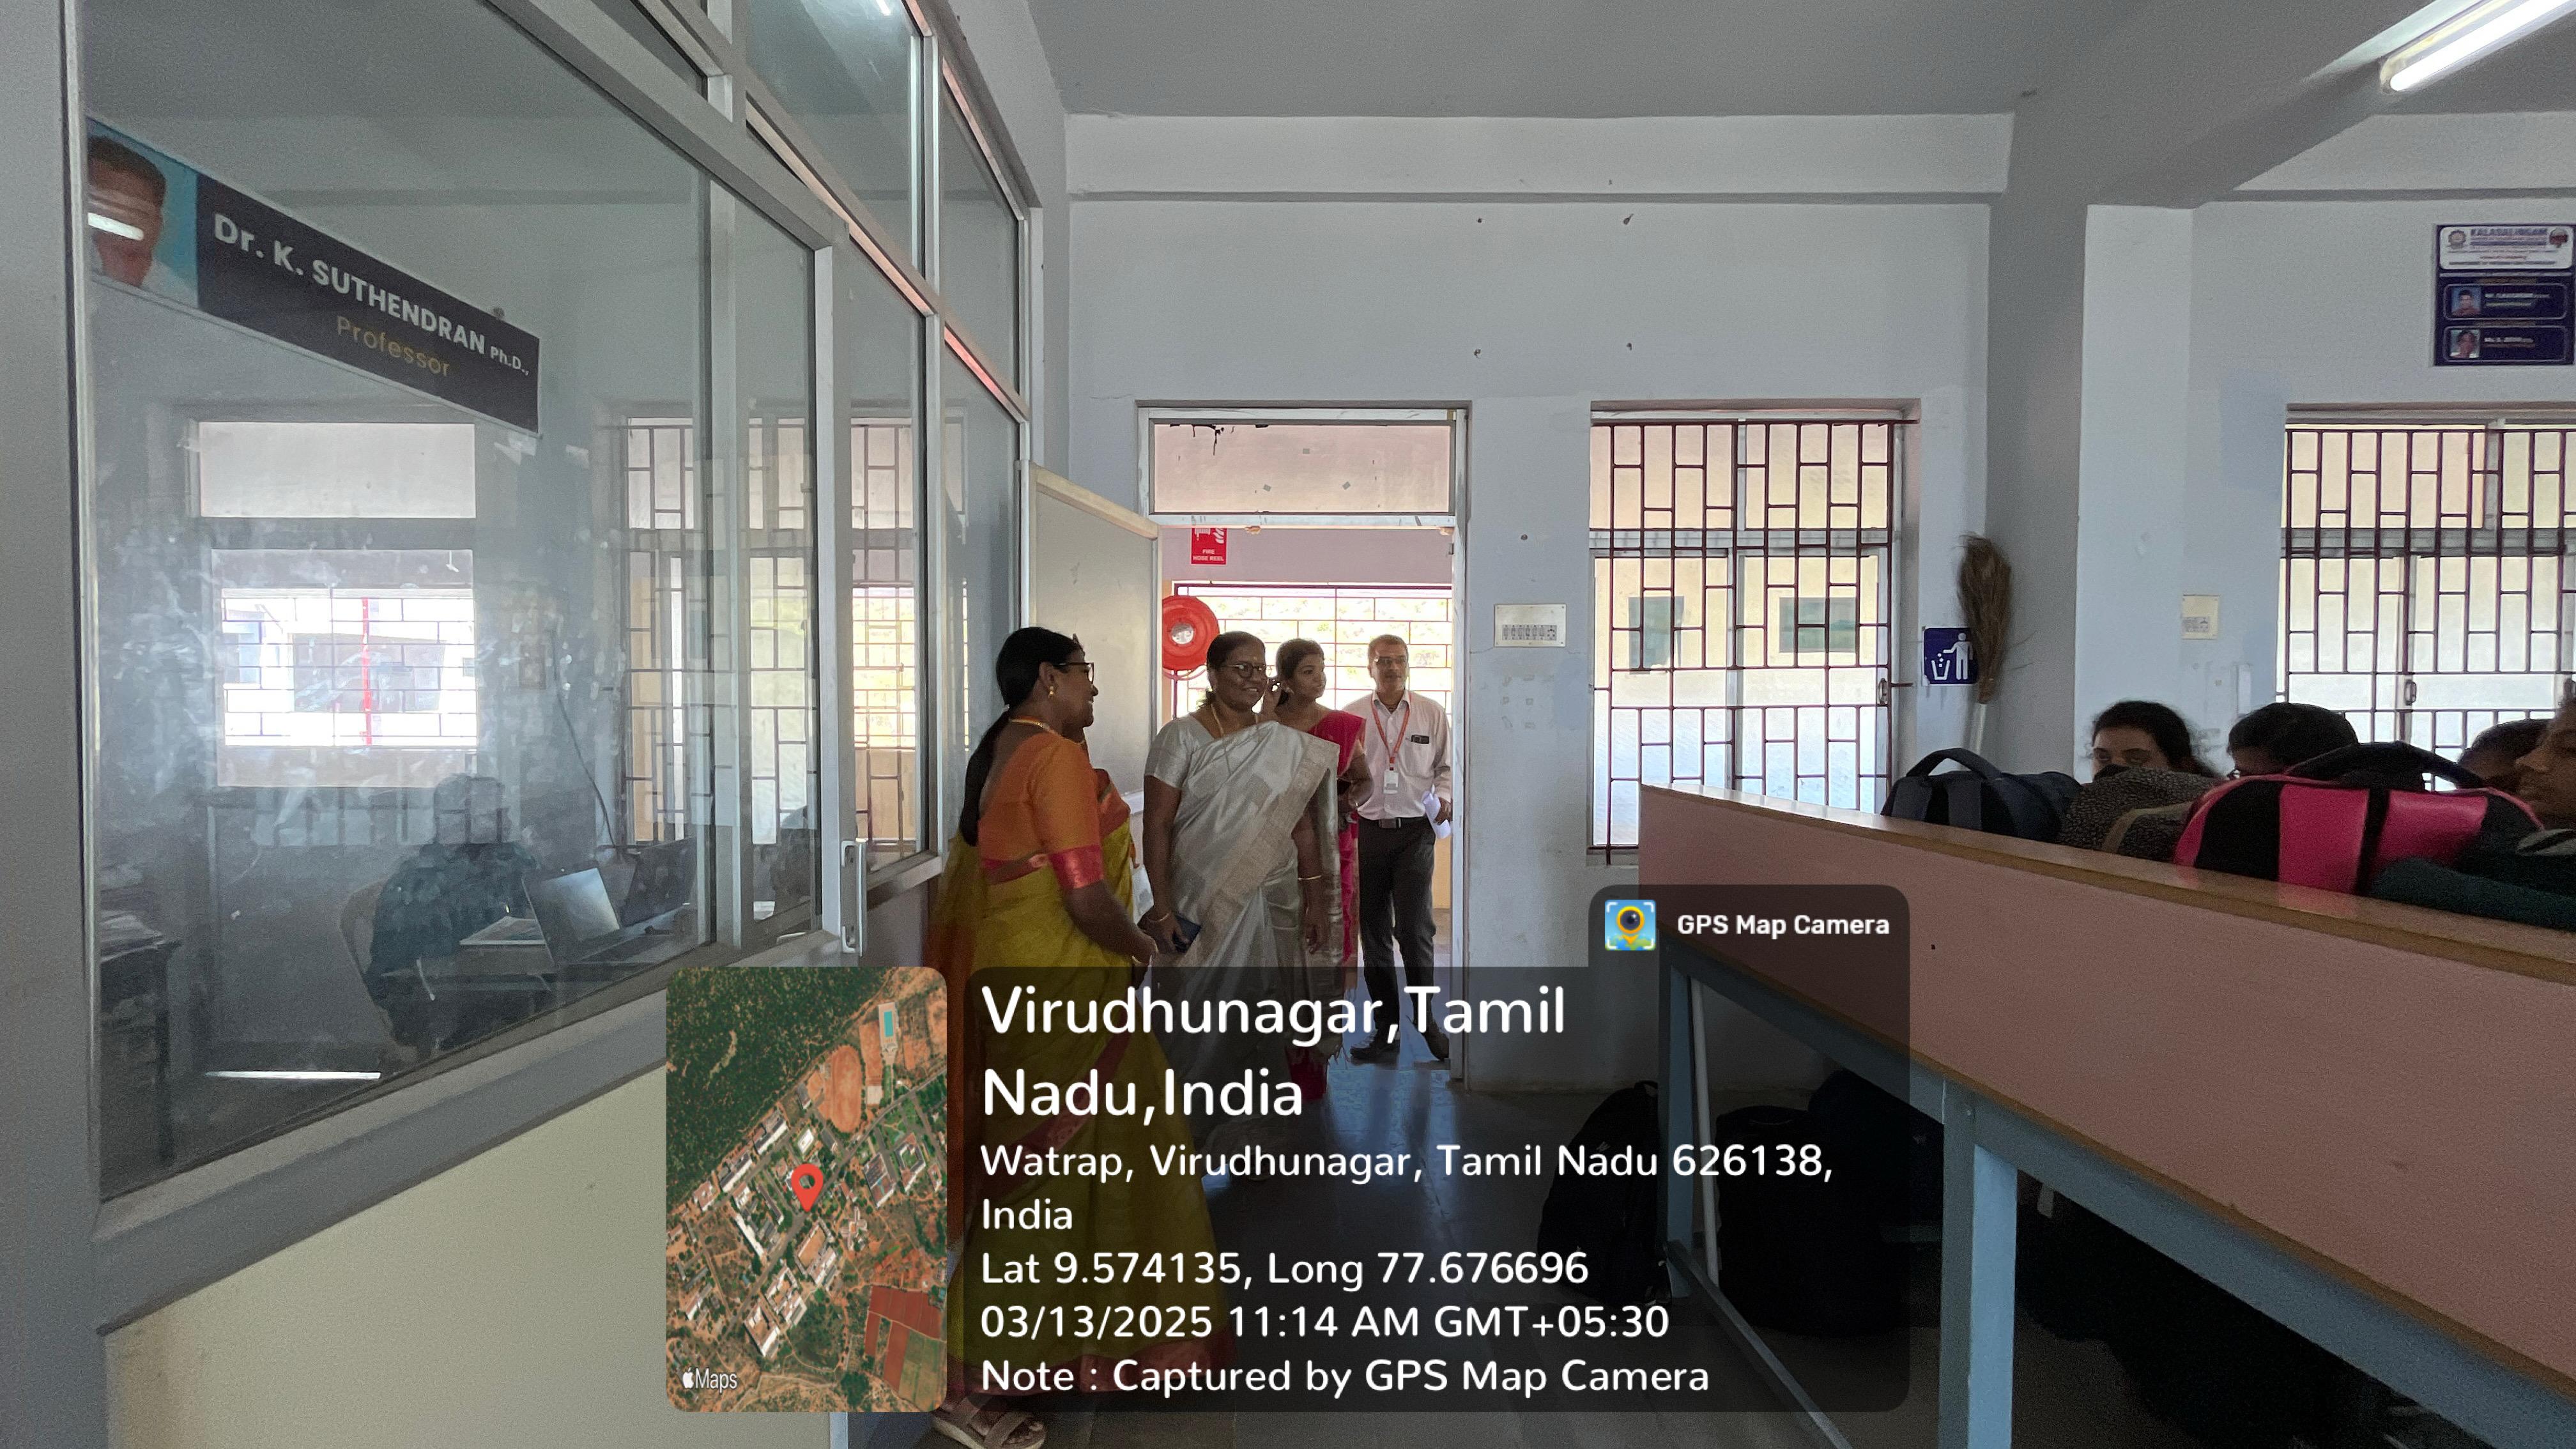 Dr. K. SUTHENDRAN Ph.D.,
Professor
KALASALINGAM
FIRE
HOSE REEL
GPS Map Camera
Virudhunagar,Tamil
Nadu,India
Watrap, Virudhunagar, Tamil Nadu 626138,
India
Lat 9.574135, Long 77.676696
03/13/2025 11:14 AM GMT+05:30
Note : Captured by GPS Map Camera
Maps